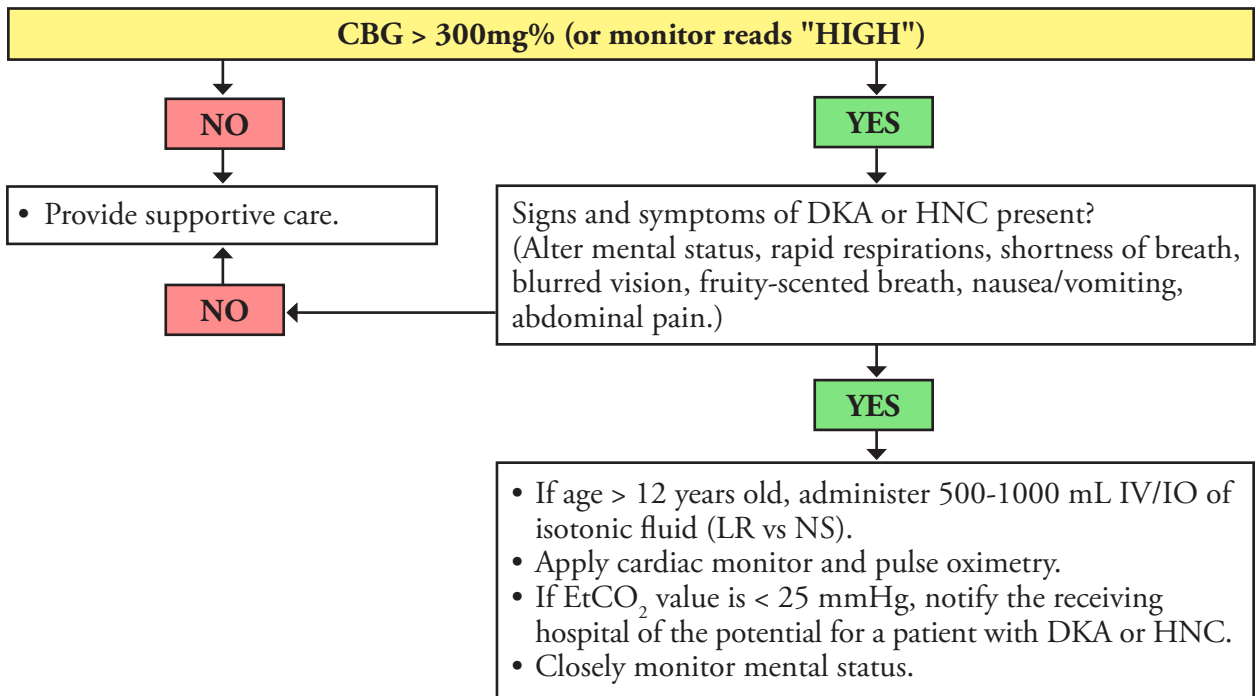 CBG > 300mg% (or monitor reads "HIGH")
NO
YES
• Provide supportive care.
Signs and symptoms of DKA or HNC present?
(Alter mental status, rapid respirations, shortness of breath,
blurred vision, fruity-scented breath, nausea/vomiting,
abdominal pain.)
NO
YES
• If age > 12 years old, administer 500-1000 mL IV/IO of
isotonic fluid (LR vs NS).
• Apply cardiac monitor and pulse oximetry.
• If EtCO₂ value is < 25 mmHg, notify the receiving
hospital of the potential for a patient with DKA or HNC.
• Closely monitor mental status.